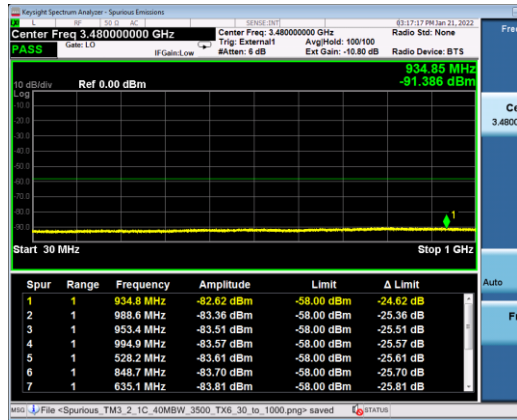 Keysight Spectrum Analyzer - Spurious Emissions
L RF 50 Ω AC SENSE:INT 03:17:17 PM Jan 21, 2022
Center Freq 3.480000000 GHz Center Freq: 3.480000000 GHz Radio Std: None
PASS Gate: LO IFGain:Low Trig: External1 Avg|Hold: 100/100
#Atten: 6 dB Ext Gain: -10.80 dB Radio Device: BTS
934.85 MHz
10 dB/div Ref 0.00 dBm -91.386 dBm
Log
-10.0
-20.0
-30.0
-40.0
-50.0
-60.0
-70.0
-80.0
-90.0
1
Start 30 MHz Stop 1 GHz
Spur Range Frequency Amplitude Limit Δ Limit
1 1 934.8 MHz -82.62 dBm -58.00 dBm -24.62 dB
2 1 988.6 MHz -83.36 dBm -58.00 dBm -25.36 dB
3 1 953.4 MHz -83.51 dBm -58.00 dBm -25.51 dB
4 1 994.9 MHz -83.57 dBm -58.00 dBm -25.57 dB
5 1 528.2 MHz -83.61 dBm -58.00 dBm -25.61 dB
6 1 848.7 MHz -83.70 dBm -58.00 dBm -25.70 dB
7 1 635.1 MHz -83.81 dBm -58.00 dBm -25.81 dB
MSG File <Spurious_TM3_2_1C_40MBW_3500_TX6_30_to_1000.png> saved STATUS
Auto